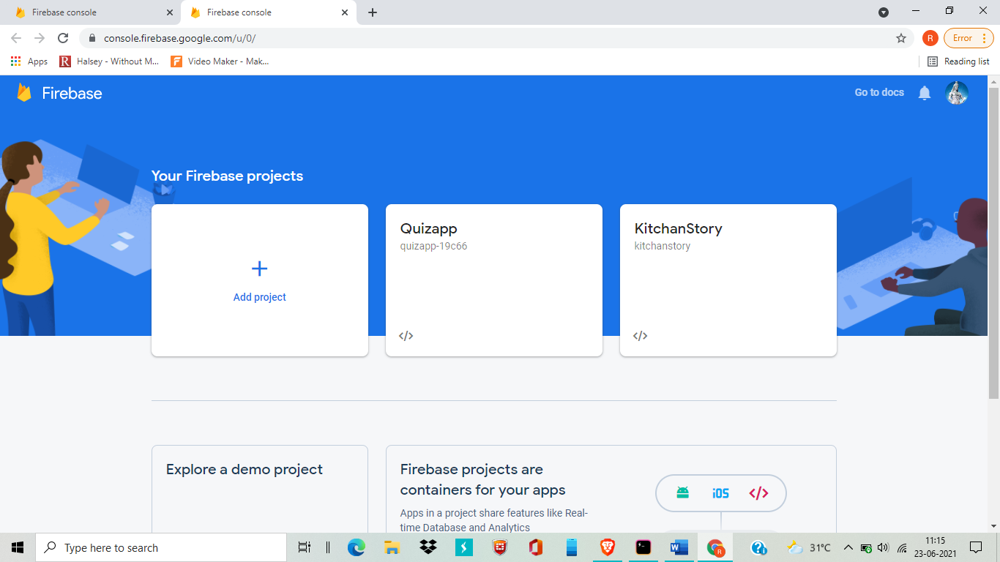 Firebase console
Firebase console
console.firebase.google.com/u/0/
R
Error
Apps
R
Halsey - Without M...
F
Video Maker - Mak...
Reading list
Firebase
Go to docs
Your Firebase projects
Add project
Quizapp
quizapp-19c66
</>
KitchanStory
kitchanstory
</>
Explore a demo project
Firebase projects are
containers for your apps
Apps in a project share features like Real-
time Database and Analytics
iOS
</>
Type here to search
R
31°C
11:15
23-06-2021